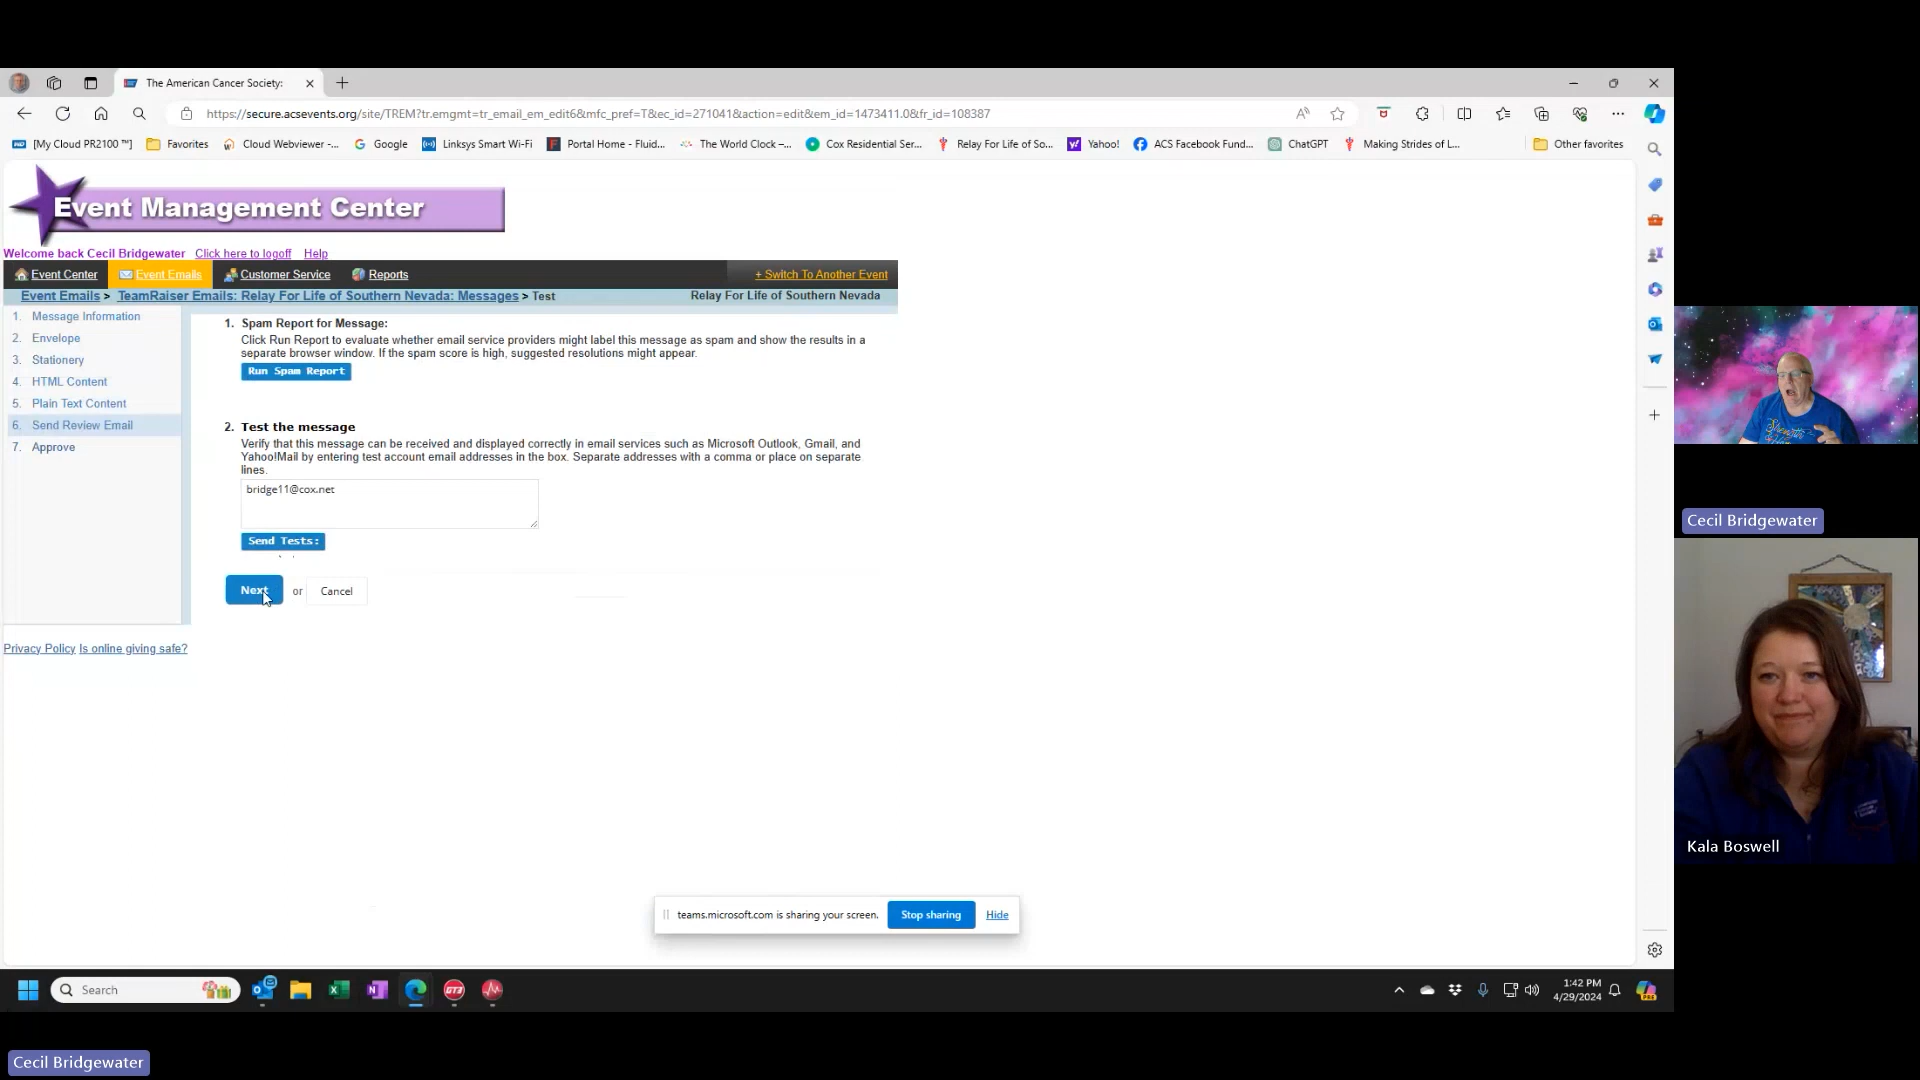 The American Cancer Society:
https://secure.acsevents.org/site/TREM?tr.emgmt=tr_email_em_edit6&mfc_pref=T&ec_id=271041&action=edit&em_id=1473411.0&fr_id=108387
[My Cloud PR2100 ™] Favorites Cloud Webviewer -... Google Linksys Smart Wi-Fi Portal Home - Fluid... The World Clock –... Cox Residential Ser... Relay For Life of So... Yahoo! ACS Facebook Fund... ChatGPT Making Strides of L... Other favorites
Event Management Center
Welcome back Cecil Bridgewater Click here to logoff Help
Event Center Event Emails Customer Service Reports + Switch To Another Event
Event Emails > TeamRaiser Emails: Relay For Life of Southern Nevada: Messages > Test Relay For Life of Southern Nevada
1. Message Information
2. Envelope
3. Stationery
4. HTML Content
5. Plain Text Content
6. Send Review Email
7. Approve
1. Spam Report for Message:
Click Run Report to evaluate whether email service providers might label this message as spam and show the results in a
separate browser window. If the spam score is high, suggested resolutions might appear.
Run Spam Report
2. Test the message
Verify that this message can be received and displayed correctly in email services such as Microsoft Outlook, Gmail, and
Yahoo!Mail by entering test account email addresses in the box. Separate addresses with a comma or place on separate
lines.
bridge11@cox.net
Send Tests:
Next or Cancel
Privacy Policy Is online giving safe?
Cecil Bridgewater
Kala Boswell
teams.microsoft.com is sharing your screen. Stop sharing Hide
Search
1:42 PM
4/29/2024
Cecil Bridgewater